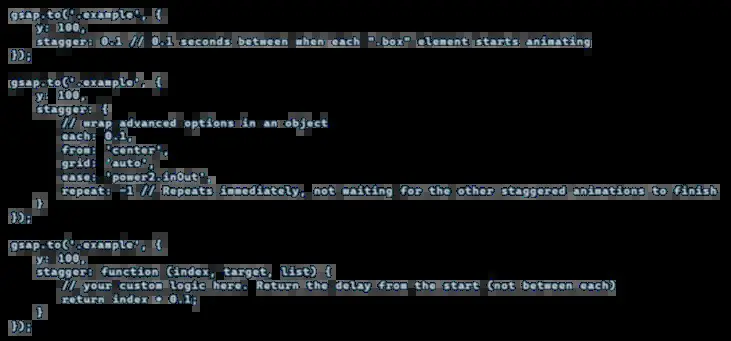 gsap.to('.example', {
y: 100,
stagger: 0.1 // 0.1 seconds between when each ".box" element starts animating
});
gsap.to('.example', {
y: 100,
stagger: {
// wrap advanced options in an object
each: 0.1,
from: 'center',
grid: 'auto',
ease: 'power2.inOut',
repeat: -1 // Repeats immediately, not waiting for the other staggered animations to finish
}
});
gsap.to('.example', {
y: 100,
stagger: function (index, target, list) {
// your custom logic here. Return the delay from the start (not between each)
return index * 0.1;
}
});